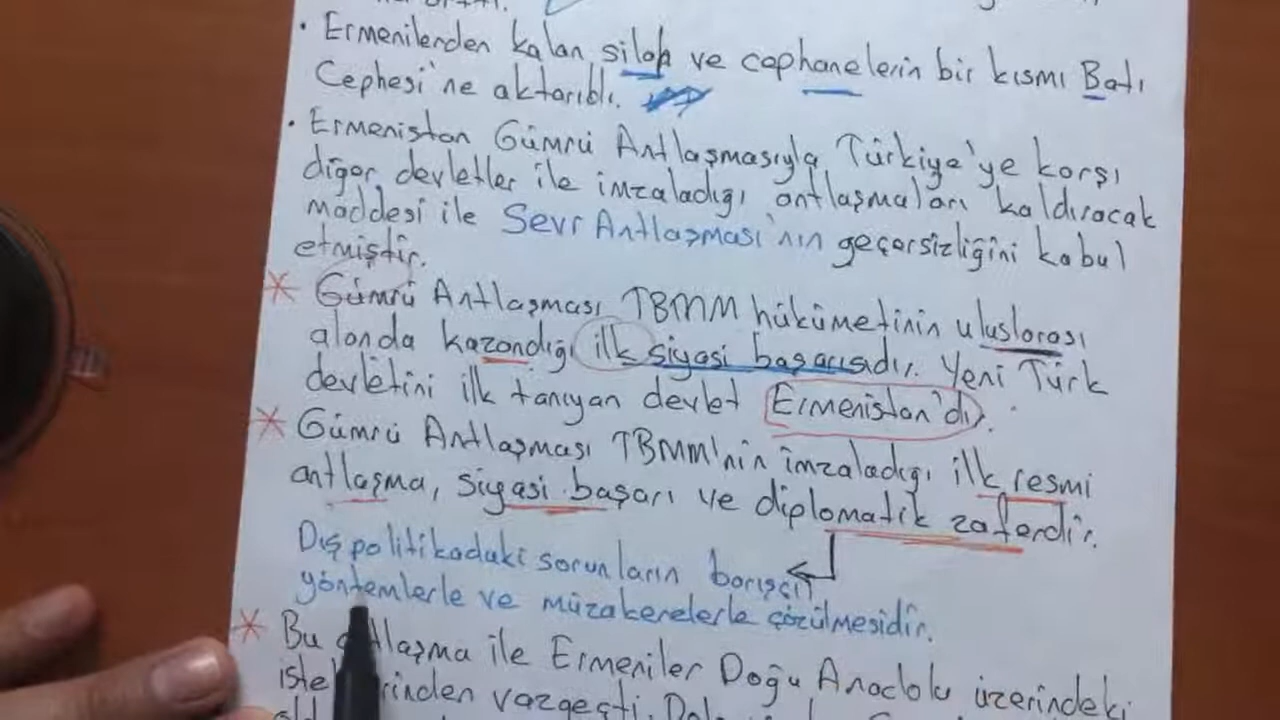 • Ermenilerden kalan silah ve cephanelerin bir kısmı Batı
Cephesi'ne aktarıldı.
• Ermenistan Gümrü Antlaşmasıyla Türkiye'ye karşı
diğer devletler ile imzaladığı antlaşmaları kaldıracak
maddesi ile Sevr Antlaşması'nın geçersizliğini kabul
etmiştir.
* Gümrü Antlaşması TBMM hükümetinin uluslarası
alanda kazandığı ilk siyasi başarısıdır. Yeni Türk
devletini ilk tanıyan devlet Ermenistan'dı.
* Gümrü Antlaşması TBMM'nin imzaladığı ilk resmi
antlaşma, siyasi başarı ve diplomatik zaferdir.
Dış politikadaki sorunların barışçıl
yöntemlerle ve müzakerelerle çözülmesidir.
* Bu antlaşma ile Ermeniler Doğu Anadolu üzerindeki
vazgeçti.